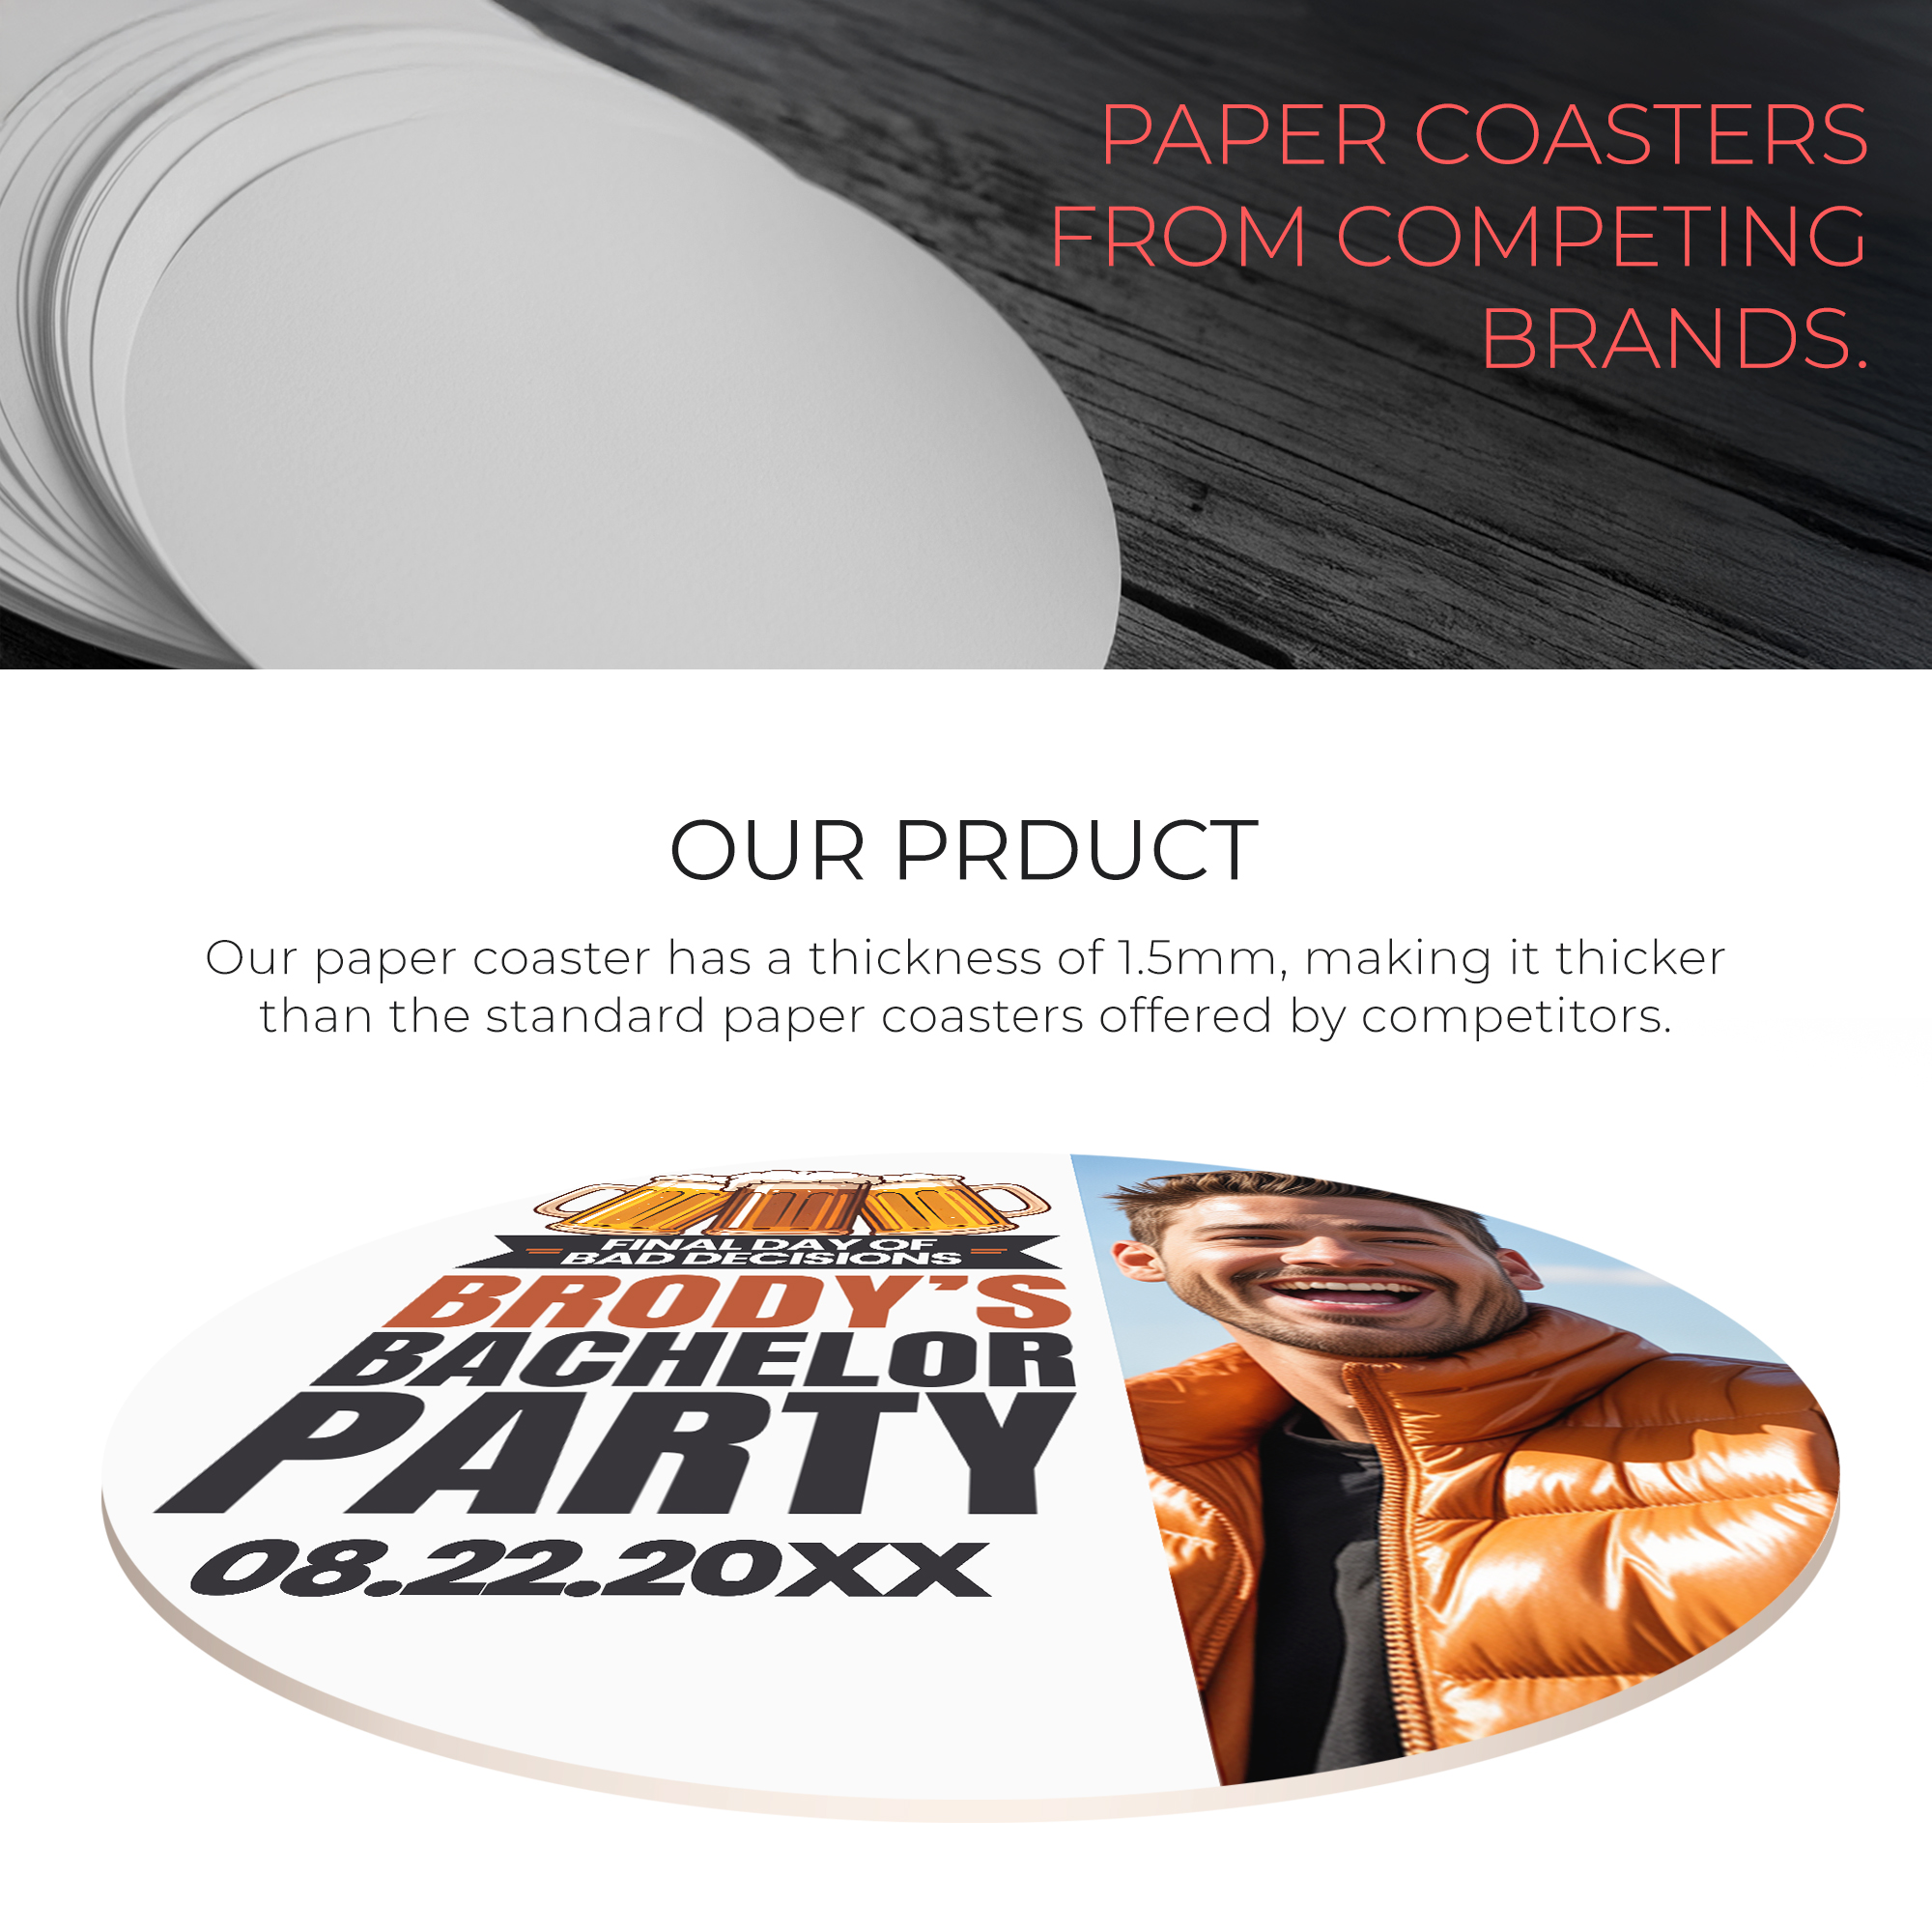 PAPER COASTERS
FROM COMPETING
BRANDS.
OUR PRDUCT
Our paper coaster has a thickness of 1.5mm, making it thicker
than the standard paper coasters offered by competitors.
FINAL DAY OF
BAD DECISIONS
BRODY'S
BACHELOR
PARTY
08.22.20XX